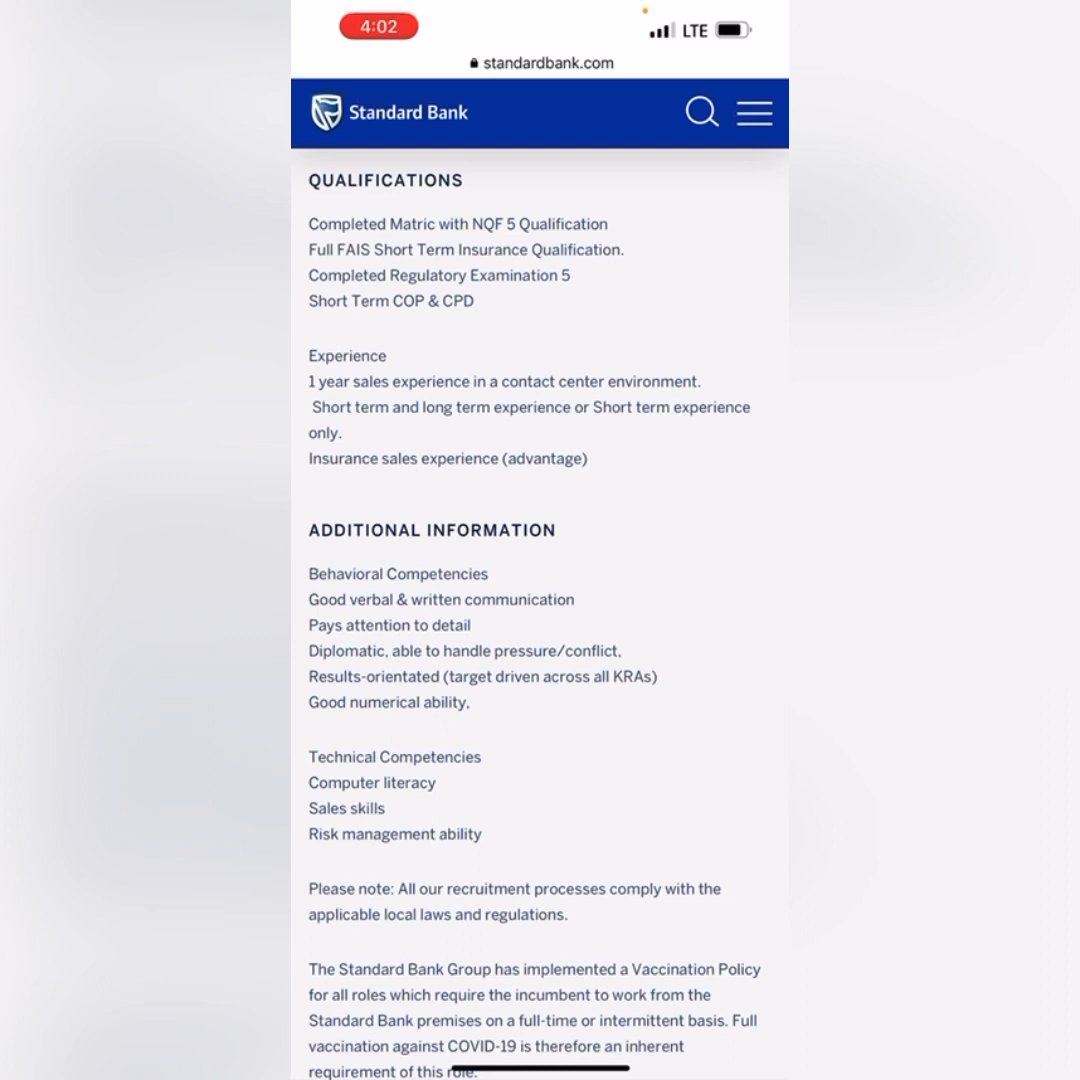 4:02
LTE
standardbank.com
Standard Bank
QUALIFICATIONS
Completed Matric with NQF 5 Qualification
Full FAIS Short Term Insurance Qualification.
Completed Regulatory Examination 5
Short Term COP & CPD
Experience
1 year sales experience in a contact center environment.
Short term and long term experience or Short term experience
only.
Insurance sales experience (advantage)
ADDITIONAL INFORMATION
Behavioral Competencies
Good verbal & written communication
Pays attention to detail
Diplomatic, able to handle pressure/conflict,
Results-orientated (target driven across all KRAs)
Good numerical ability,
Technical Competencies
Computer literacy
Sales skills
Risk management ability
Please note: All our recruitment processes comply with the
applicable local laws and regulations.
The Standard Bank Group has implemented a Vaccination Policy
for all roles which require the incumbent to work from the
Standard Bank premises on a full-time or intermittent basis. Full
vaccination against COVID-19 is therefore an inherent
requirement of this role.